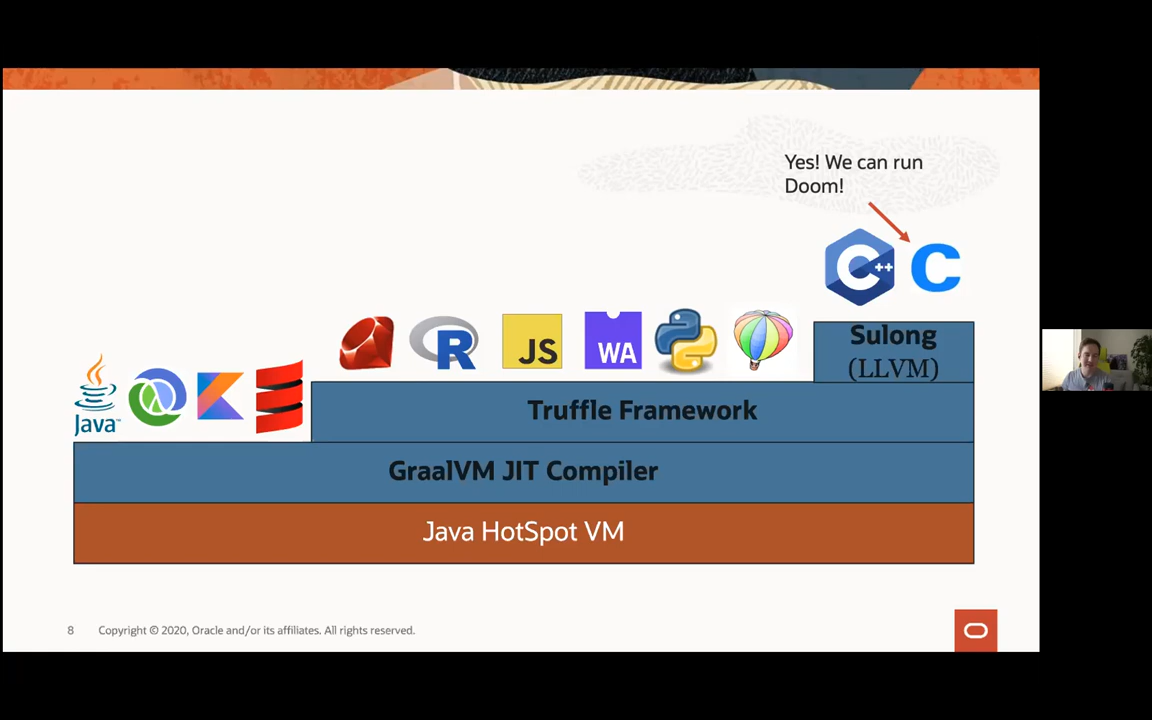 Yes! We can run
Doom!
C++
C
R
JS
WA
Java™
Sulong
(LLVM)
Truffle Framework
GraalVM JIT Compiler
Java HotSpot VM
8 Copyright © 2020, Oracle and/or its affiliates. All rights reserved.